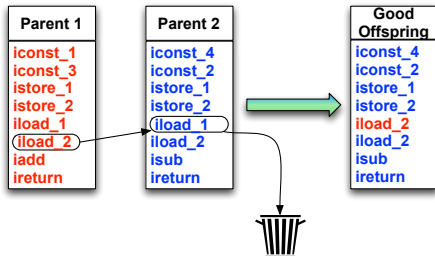 Parent 1
iconst_1
iconst_3
istore_1
istore_2
iload_1
iload_2
iadd
ireturn
Parent 2
iconst_4
iconst_2
istore_1
istore_2
iload_1
iload_2
isub
ireturn
Good
Offspring
iconst_4
iconst_2
istore_1
istore_2
iload_2
iload_2
isub
ireturn